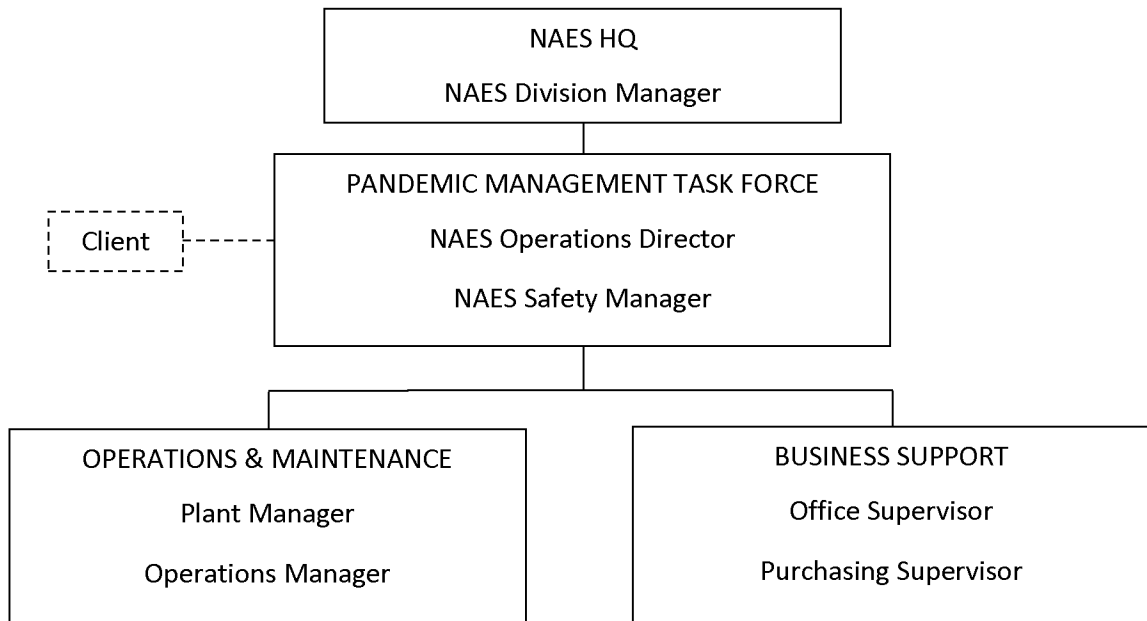 NAES HQ
NAES Division Manager
PANDEMIC MANAGEMENT TASK FORCE
Client
NAES Operations Director
NAES Safety Manager
OPERATIONS & MAINTENANCE
Plant Manager
Operations Manager
BUSINESS SUPPORT
Office Supervisor
Purchasing Supervisor